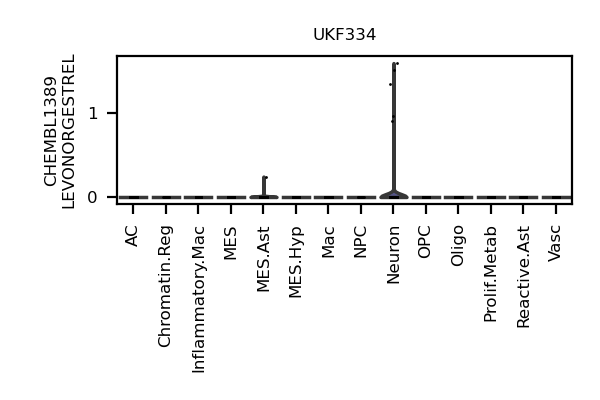 UKF334
CHEMBL1389
LEVONORGESTREL
1
0
AC
Chromatin.Reg
Inflammatory.Mac
MES
MES.Ast
MES.Hyp
Mac
NPC
Neuron
OPC
Oligo
Prolif.Metab
Reactive.Ast
Vasc